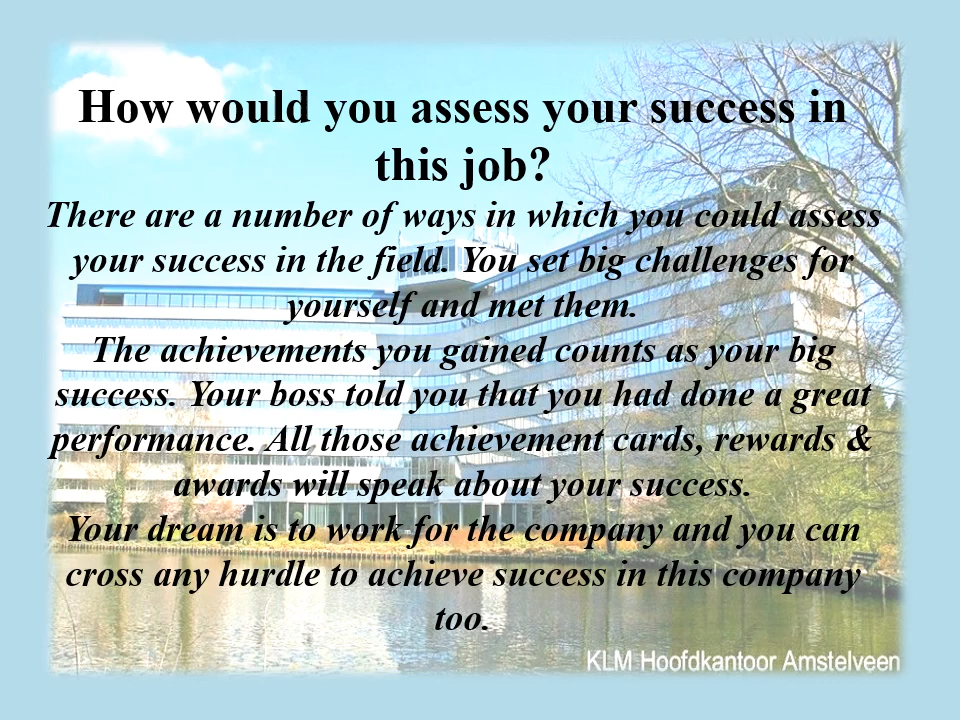 How would you assess your success in
this job?
There are a number of ways in which you could assess
your success in the field. You set big challenges for
yourself and met them.
The achievements you gained counts as your big
success. Your boss told you that you had done a great
performance. All those achievement cards, rewards &
awards will speak about your success.
Your dream is to work for the company and you can
cross any hurdle to achieve success in this company
too.
KLM Hoofdkantoor Amstelveen